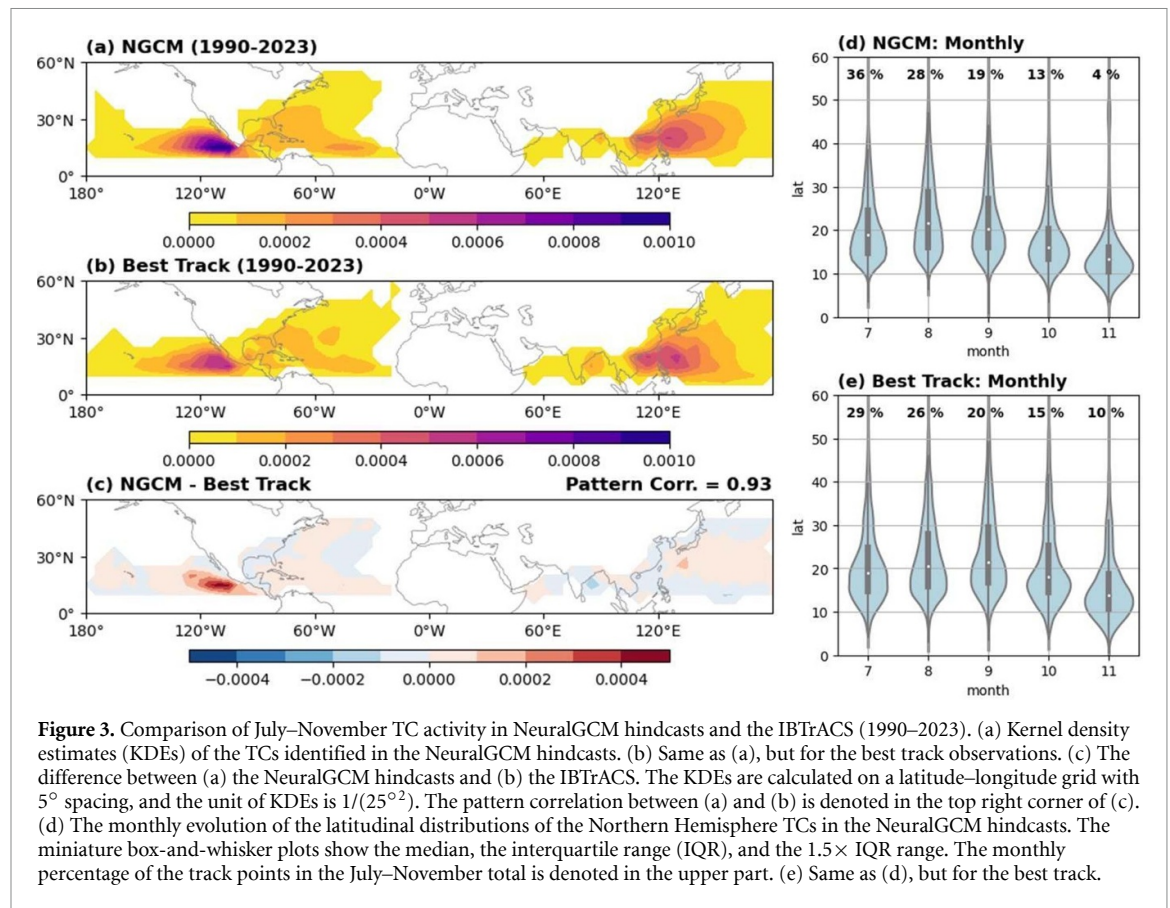 (a) NGCM (1990-2023)
60°N
30°N
0°
180° 120°W 60°W 0°W 60°E 120°E
0.0000 0.0002 0.0004 0.0006 0.0008 0.0010
(b) Best Track (1990-2023)
60°N
30°N
0°
180° 120°W 60°W 0°W 60°E 120°E
0.0000 0.0002 0.0004 0.0006 0.0008 0.0010
(c) NGCM - Best Track Pattern Corr. = 0.93
60°N
30°N
0°
180° 120°W 60°W 0°W 60°E 120°E
−0.0004 −0.0002 0.0000 0.0002 0.0004
(d) NGCM: Monthly
36 % 28 % 19 % 13 % 4 %
60
50
40
30
20
10
0
lat
7 8 9 10 11
month
(e) Best Track: Monthly
29 % 26 % 20 % 15 % 10 %
60
50
40
30
20
10
0
lat
7 8 9 10 11
month
Figure 3. Comparison of July–November TC activity in NeuralGCM hindcasts and the IBTrACS (1990–2023). (a) Kernel density
estimates (KDEs) of the TCs identified in the NeuralGCM hindcasts. (b) Same as (a), but for the best track observations. (c) The
difference between (a) the NeuralGCM hindcasts and (b) the IBTrACS. The KDEs are calculated on a latitude–longitude grid with
5° spacing, and the unit of KDEs is 1/(25°²). The pattern correlation between (a) and (b) is denoted in the top right corner of (c).
(d) The monthly evolution of the latitudinal distributions of the Northern Hemisphere TCs in the NeuralGCM hindcasts. The
miniature box-and-whisker plots show the median, the interquartile range (IQR), and the 1.5× IQR range. The monthly
percentage of the track points in the July–November total is denoted in the upper part. (e) Same as (d), but for the best track.